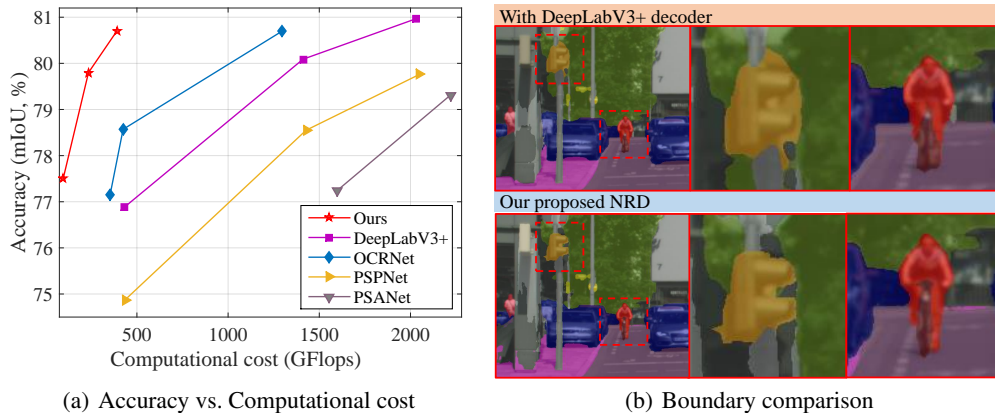 81
80
79
78
77
76
75
Accuracy (mIoU, %)
Ours
DeepLabV3+
OCRNet
PSPNet
PSANet
500 1000 1500 2000
Computational cost (GFlops)
(a) Accuracy vs. Computational cost
With DeepLabV3+ decoder
Our proposed NRD
(b) Boundary comparison